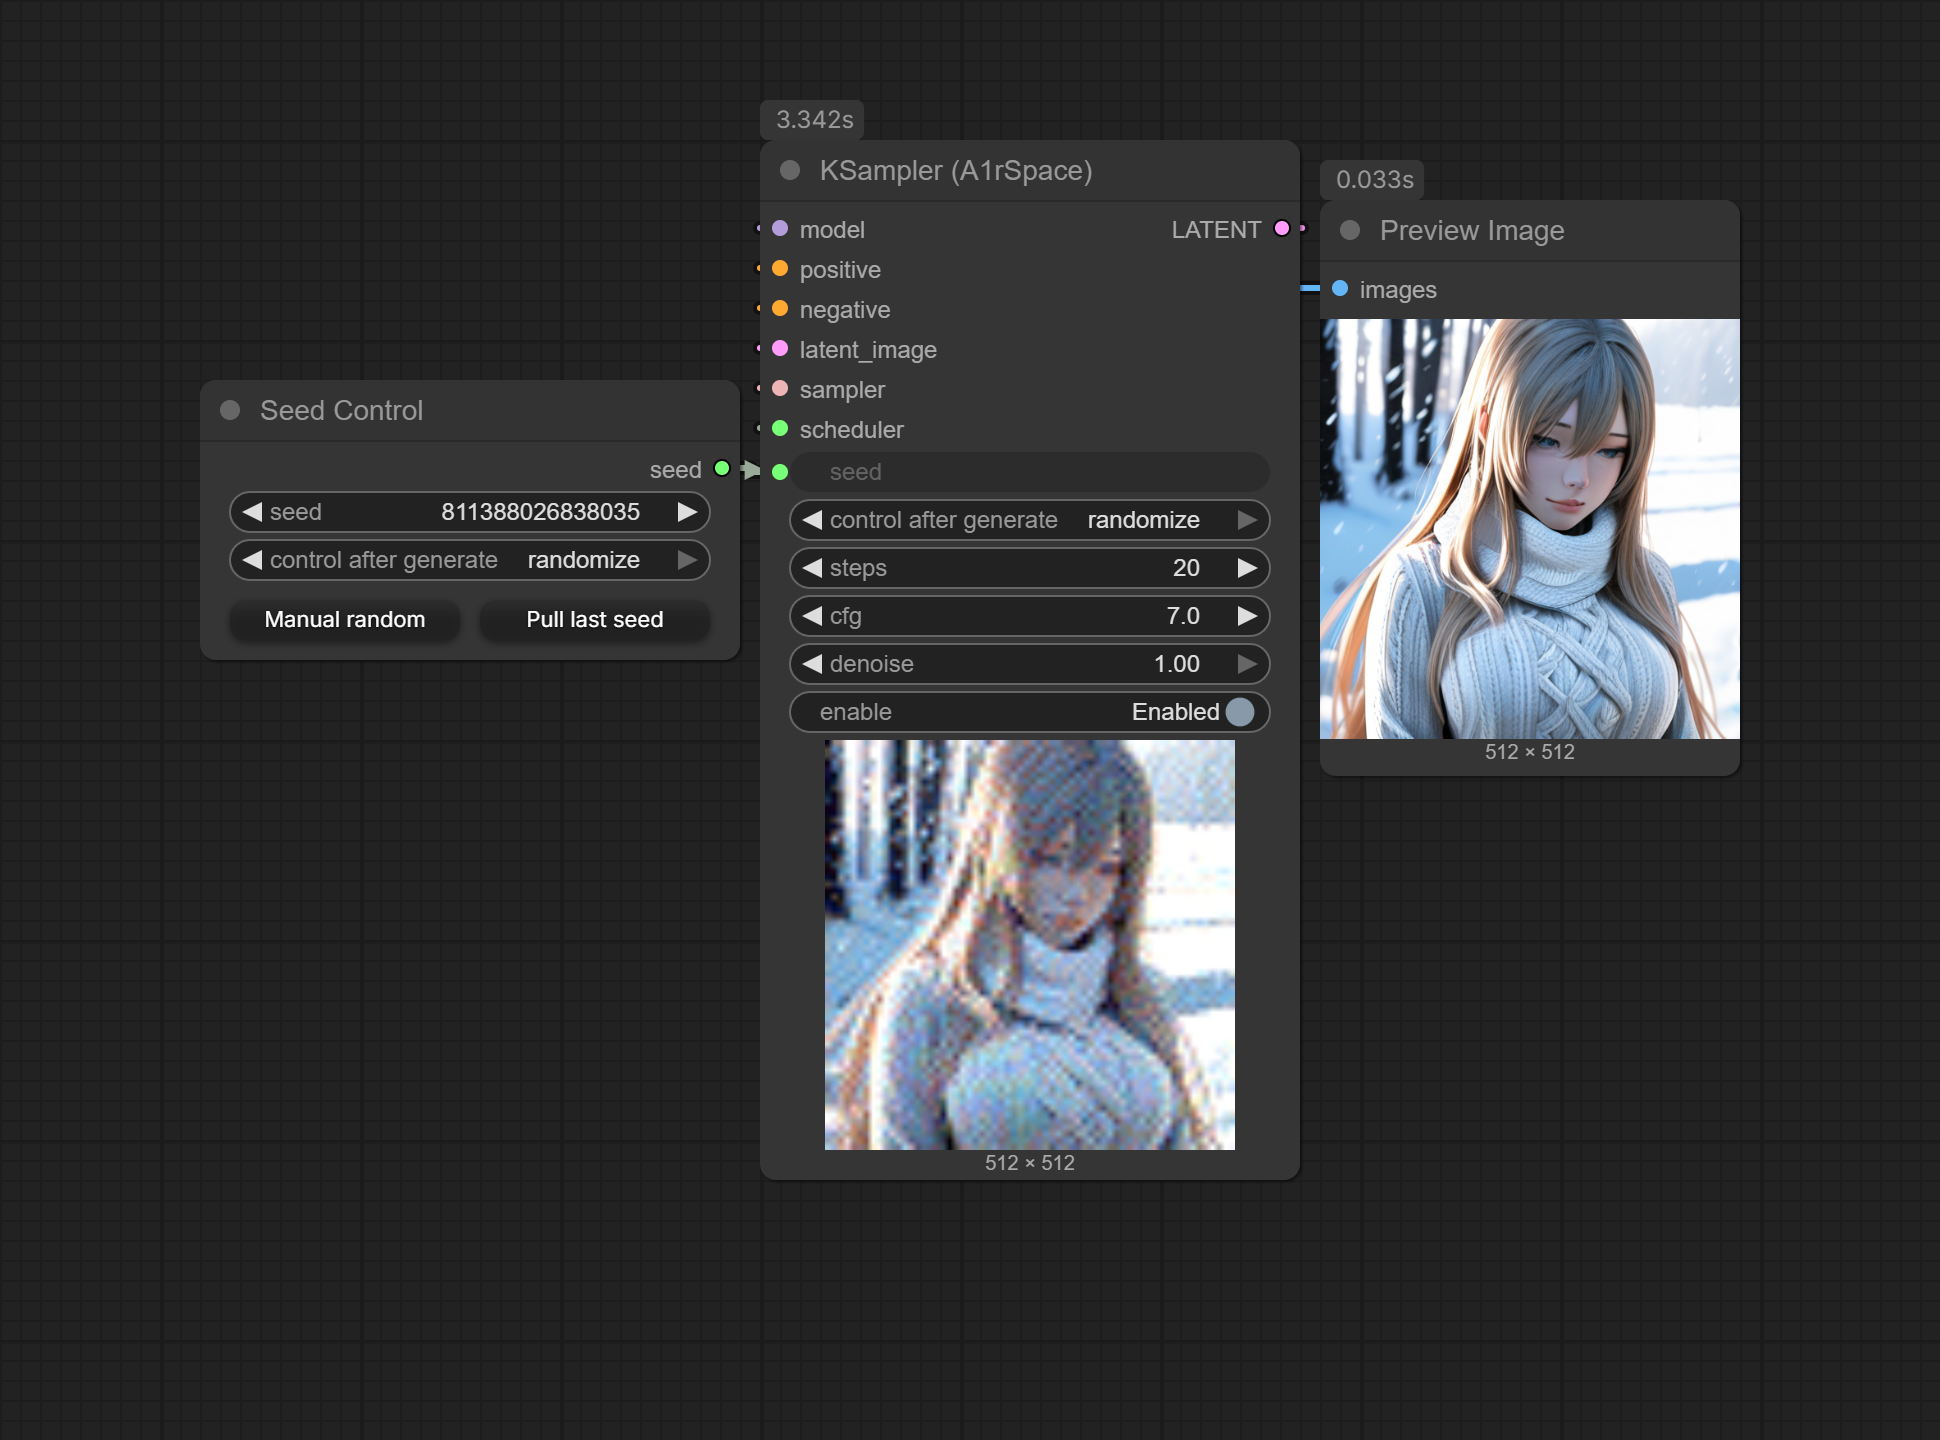 3.342s
KSampler (A1rSpace)
model
LATENT
positive
negative
latent_image
sampler
scheduler
seed
control after generate randomize
steps 20
cfg 7.0
denoise 1.00
enable Enabled
512 × 512
Seed Control
seed
seed 811388026838035
control after generate randomize
Manual random
Pull last seed
0.033s
Preview Image
images
512 × 512